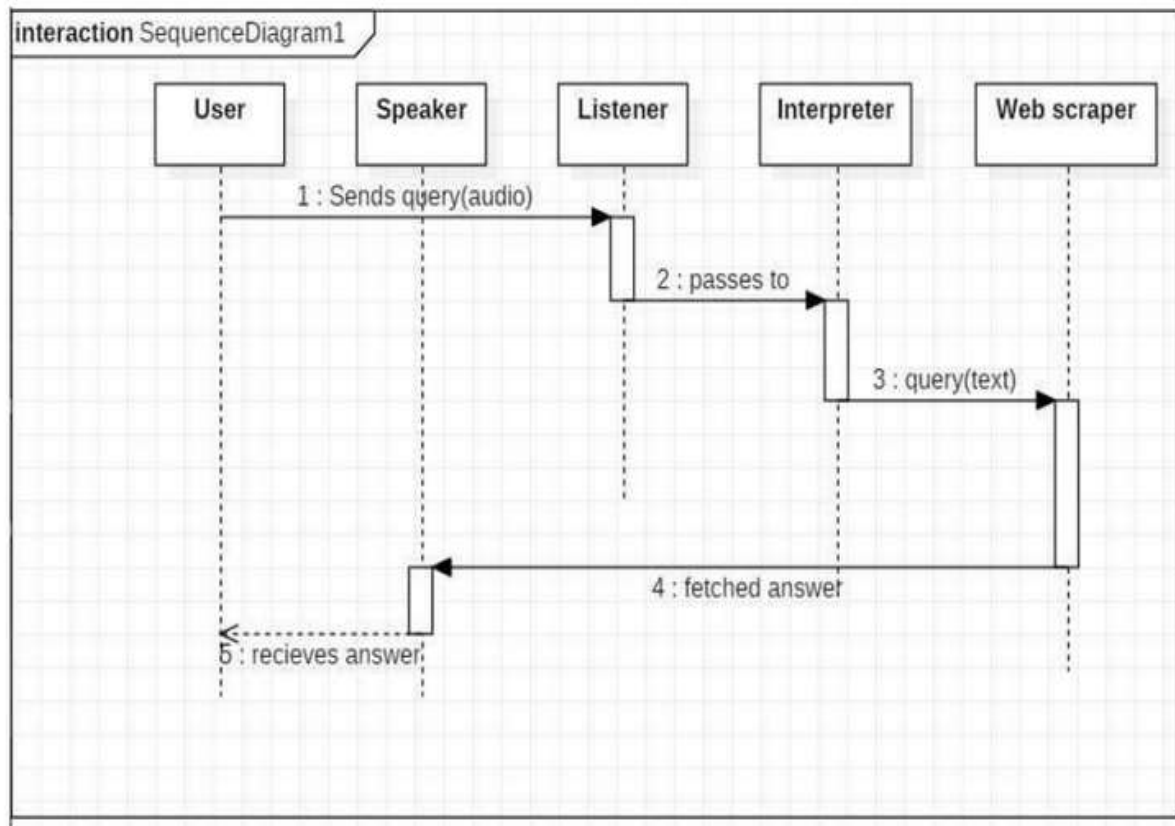 interaction SequenceDiagram1
User
Speaker
Listener
Interpreter
Web scraper
1 : Sends query(audio)
2 : passes to
3 : query(text)
4 : fetched answer
5 : recieves answer